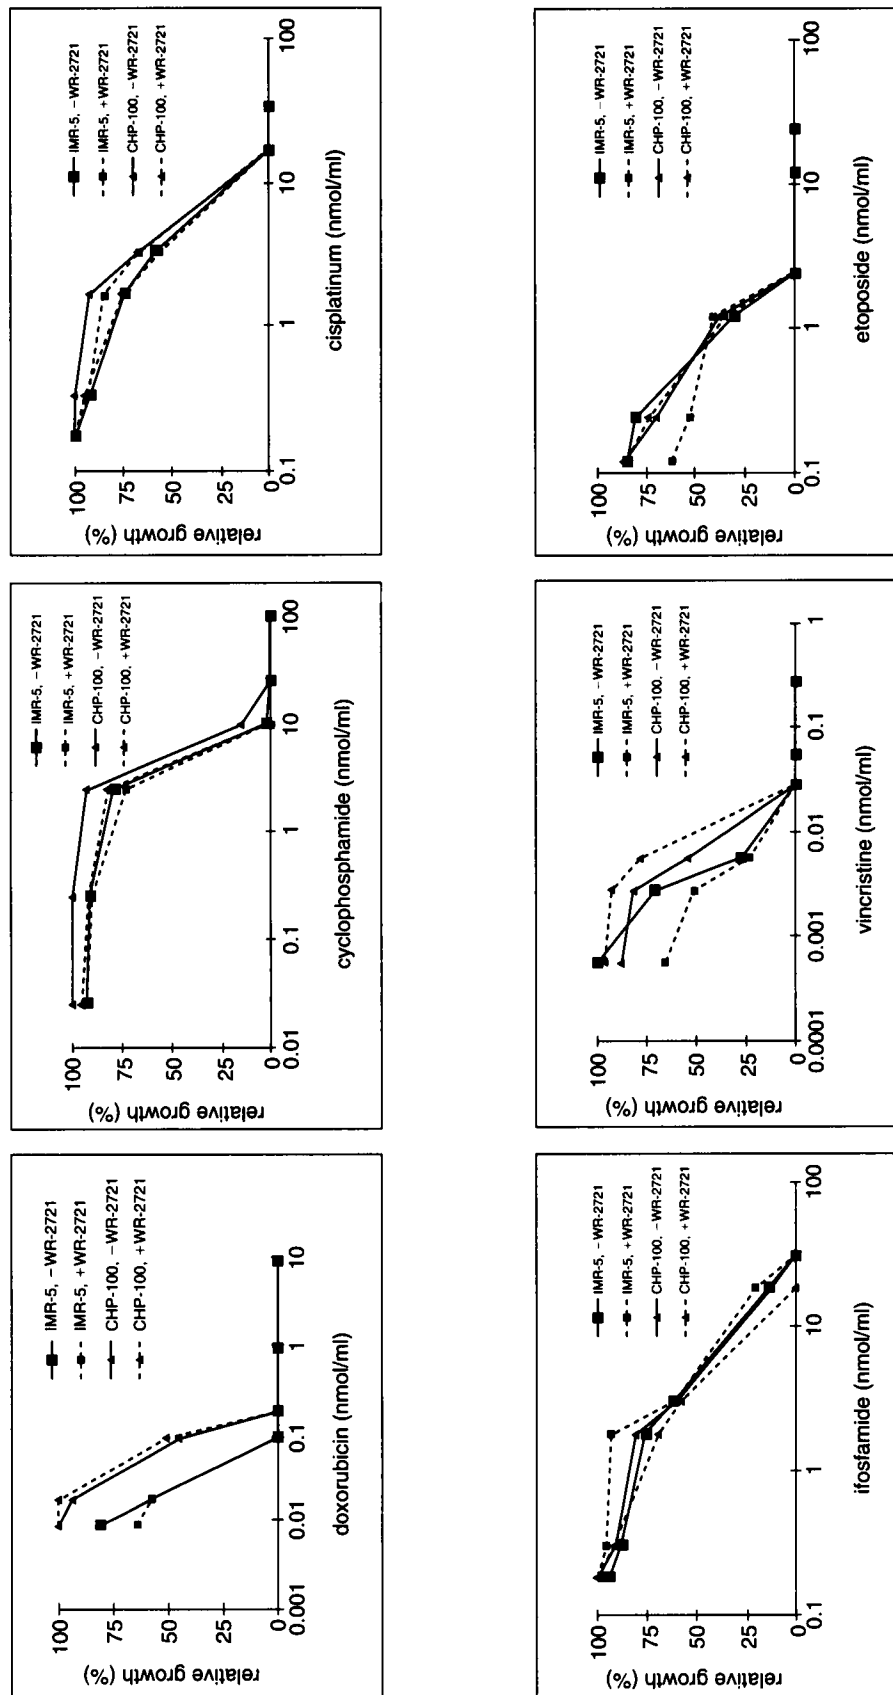 100
75
50
25
0
relative growth (%)
0.001
0.01
0.1
1
10
doxorubicin (nmol/ml)
IMR-5, −WR-2721
IMR-5, +WR-2721
CHP-100, −WR-2721
CHP-100, +WR-2721
100
75
50
25
0
relative growth (%)
0.01
0.1
1
10
100
cyclophosphamide (nmol/ml)
IMR-5, −WR-2721
IMR-5, +WR-2721
CHP-100, −WR-2721
CHP-100, +WR-2721
100
75
50
25
0
relative growth (%)
0.1
1
10
100
cisplatinum (nmol/ml)
IMR-5, −WR-2721
IMR-5, +WR-2721
CHP-100, −WR-2721
CHP-100, +WR-2721
100
75
50
25
0
relative growth (%)
0.1
1
10
100
ifosfamide (nmol/ml)
IMR-5, −WR-2721
IMR-5, +WR-2721
CHP-100, −WR-2721
CHP-100, +WR-2721
100
75
50
25
0
relative growth (%)
0.0001
0.001
0.01
0.1
1
vincristine (nmol/ml)
IMR-5, −WR-2721
IMR-5, +WR-2721
CHP-100, −WR-2721
CHP-100, +WR-2721
100
75
50
25
0
relative growth (%)
0.1
1
10
100
etoposide (nmol/ml)
IMR-5, −WR-2721
IMR-5, +WR-2721
CHP-100, −WR-2721
CHP-100, +WR-2721